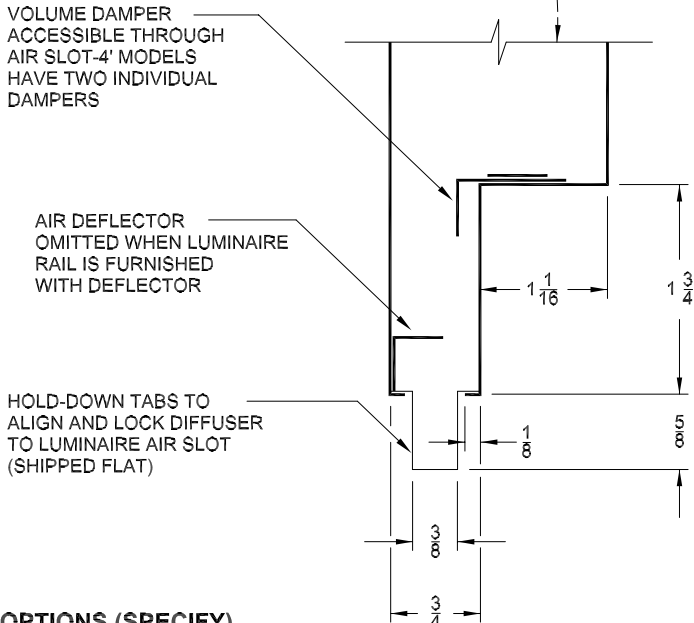 VOLUME DAMPER
ACCESSIBLE THROUGH
AIR SLOT-4' MODELS
HAVE TWO INDIVIDUAL
DAMPERS
AIR DEFLECTOR
OMITTED WHEN LUMINAIRE
RAIL IS FURNISHED
WITH DEFLECTOR
1 1/16
1 3/4
HOLD-DOWN TABS TO
ALIGN AND LOCK DIFFUSER
TO LUMINAIRE AIR SLOT
(SHIPPED FLAT)
1/8
5/8
3/8
3/4
OPTIONS (SPECIFY)